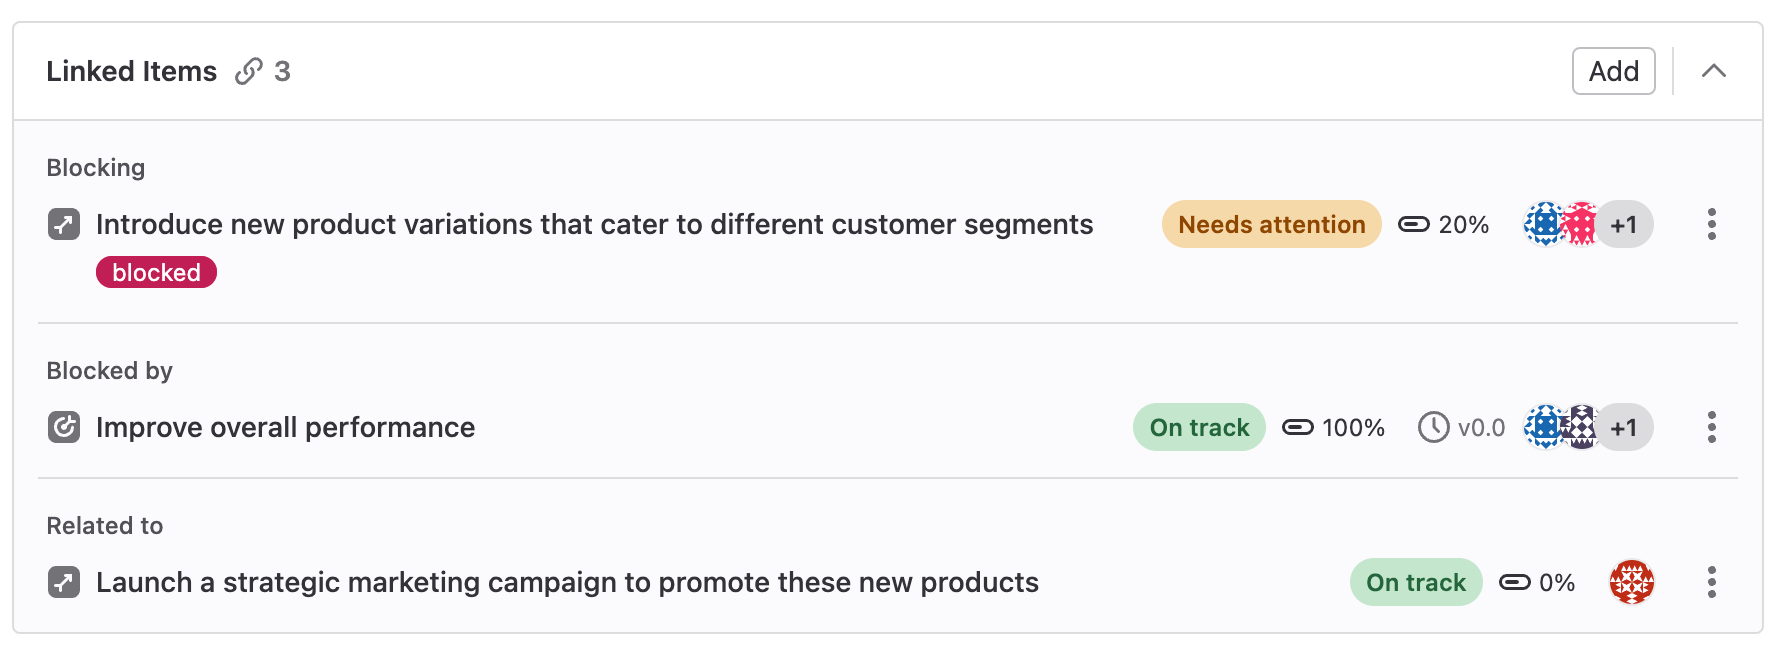 Linked Items 3 Add
Blocking
Introduce new product variations that cater to different customer segments Needs attention 20% +1
blocked
Blocked by
Improve overall performance On track 100% v0.0 +1
Related to
Launch a strategic marketing campaign to promote these new products On track 0%